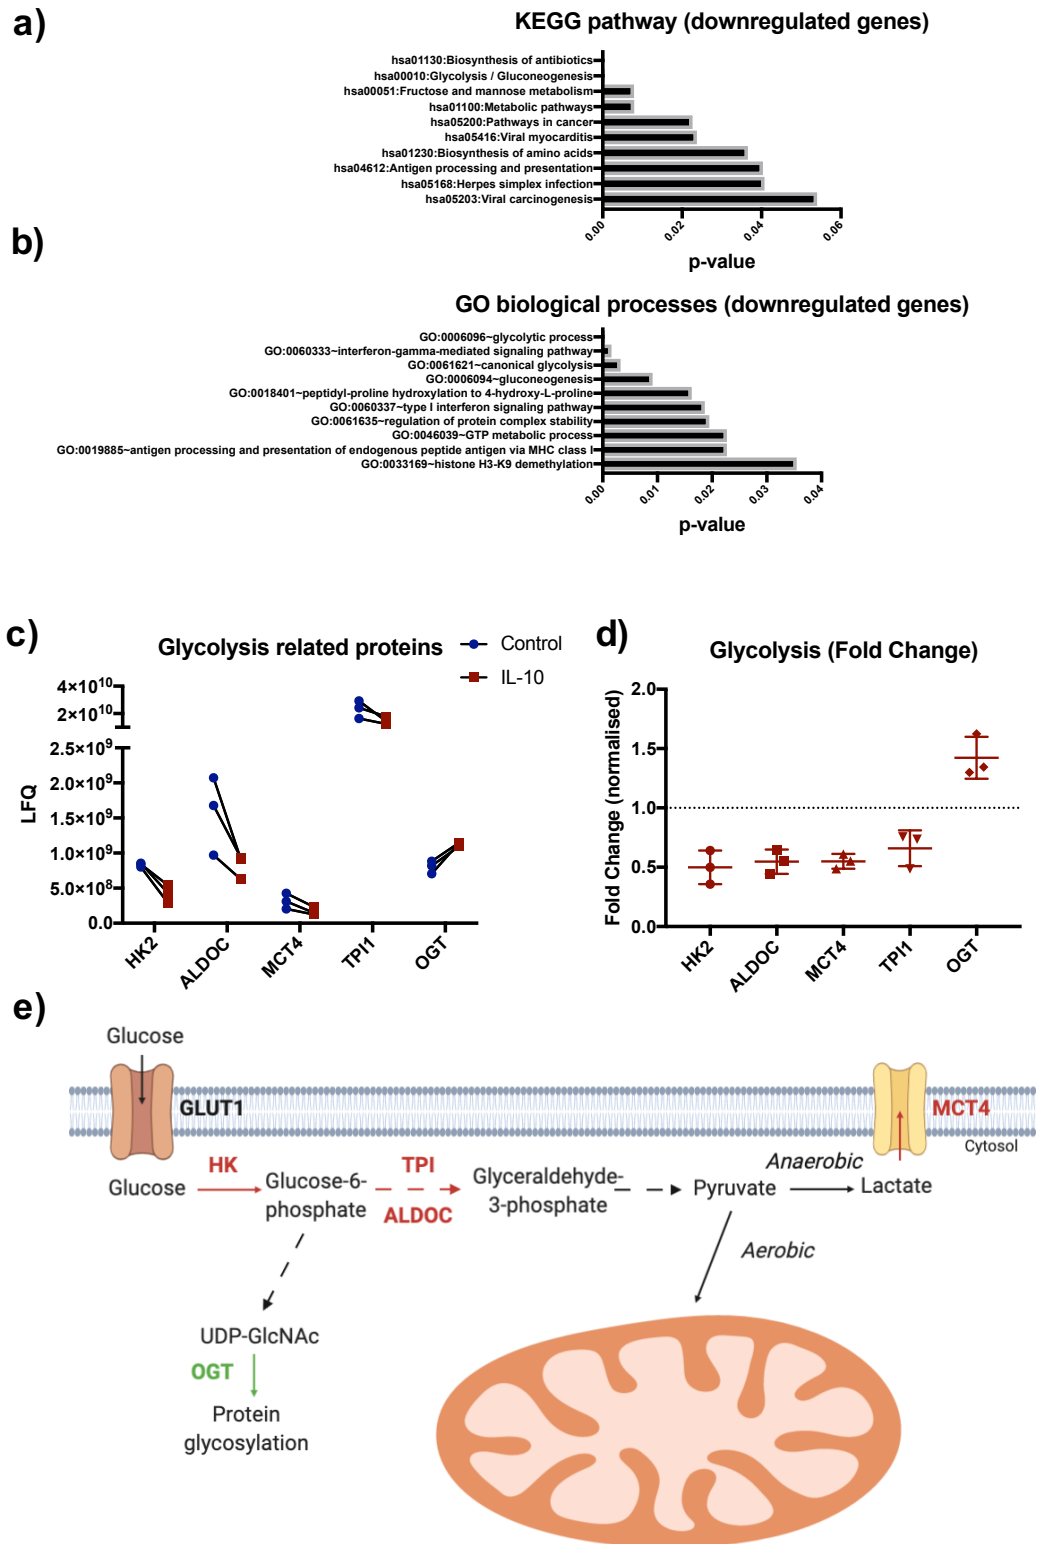 a)
KEGG pathway (downregulated genes)
hsa01130:Biosynthesis of antibiotics
hsa00010:Glycolysis / Gluconeogenesis
hsa00051:Fructose and mannose metabolism
hsa01100:Metabolic pathways
hsa05200:Pathways in cancer
hsa05416:Viral myocarditis
hsa01230:Biosynthesis of amino acids
hsa04612:Antigen processing and presentation
hsa05168:Herpes simplex infection
hsa05203:Viral carcinogenesis
0.00 0.02 0.04 0.06
p-value
b)
GO biological processes (downregulated genes)
GO:0006096~glycolytic process
GO:0060333~interferon-gamma-mediated signaling pathway
GO:0061621~canonical glycolysis
GO:0006094~gluconeogenesis
GO:0018401~peptidyl-proline hydroxylation to 4-hydroxy-L-proline
GO:0060337~type I interferon signaling pathway
GO:0061635~regulation of protein complex stability
GO:0046039~GTP metabolic process
GO:0019885~antigen processing and presentation of endogenous peptide antigen via MHC class I
GO:0033169~histone H3-K9 demethylation
0.00 0.01 0.02 0.03 0.04
p-value
c)
Glycolysis related proteins
Control
IL-10
4×10¹⁰
2×10¹⁰
2.5×10⁹
2.0×10⁹
1.5×10⁹
1.0×10⁹
5.0×10⁸
0.0
LFQ
HK2 ALDOC MCT4 TPI1 OGT
d)
Glycolysis (Fold Change)
2.0
1.5
1.0
0.5
0.0
Fold Change (normalised)
HK2 ALDOC MCT4 TPI1 OGT
e)
Glucose
GLUT1
MCT4
Cytosol
HK
TPI
Anaerobic
Glucose
Glucose-6-
phosphate
ALDOC
Glyceraldehyde-
3-phosphate
Pyruvate
Lactate
Aerobic
UDP-GlcNAc
OGT
Protein
glycosylation